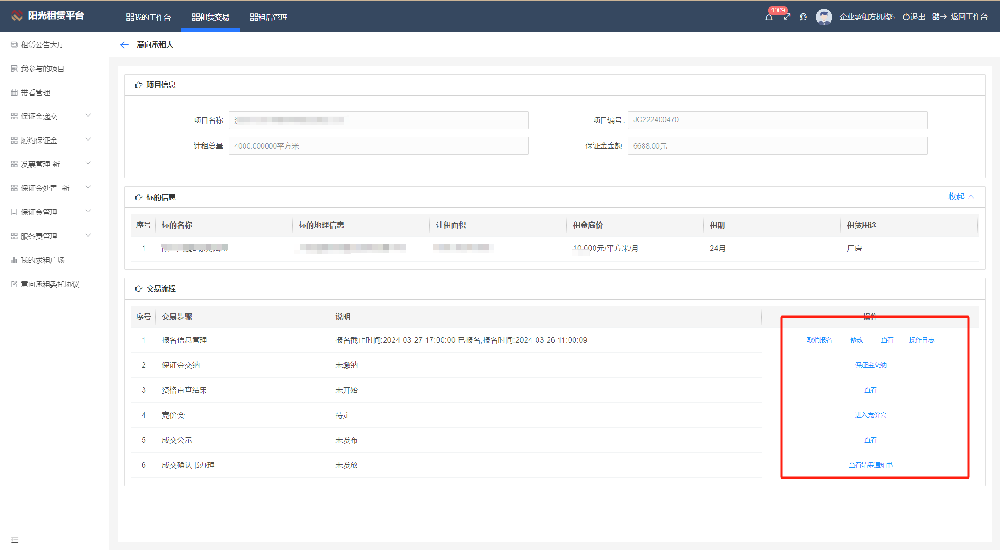 阳光租赁平台
我的工作台
租赁交易
租后管理
1009
企业承租方机构5
退出
返回工作台
租赁公告大厅
我参与的项目
带看管理
保证金递交
履约保证金
发票管理-新
保证金处置--新
保证金管理
服务费管理
我的求租广场
意向承租委托协议
意向承租人
项目信息
项目名称:
项目编号: JC222400470
计租总量: 4000.000000平方米
保证金金额: 6688.00元
标的信息
收起
序号 标的名称 标的地理信息 计租面积 租金底价 租期 租赁用途
1 元/平方米/月 24月 厂房
交易流程
序号 交易步骤 说明 操作
1 报名信息管理 报名截止时间:2024-03-27 17:00:00 已报名,报名时间:2024-03-26 11:00:09 取消报名 修改 查看 操作日志
2 保证金交纳 未缴纳 保证金交纳
3 资格审查结果 未开始 查看
4 竞价会 待定 进入竞价会
5 成交公示 未发布 查看
6 成交确认书办理 未发放 查看结果通知书